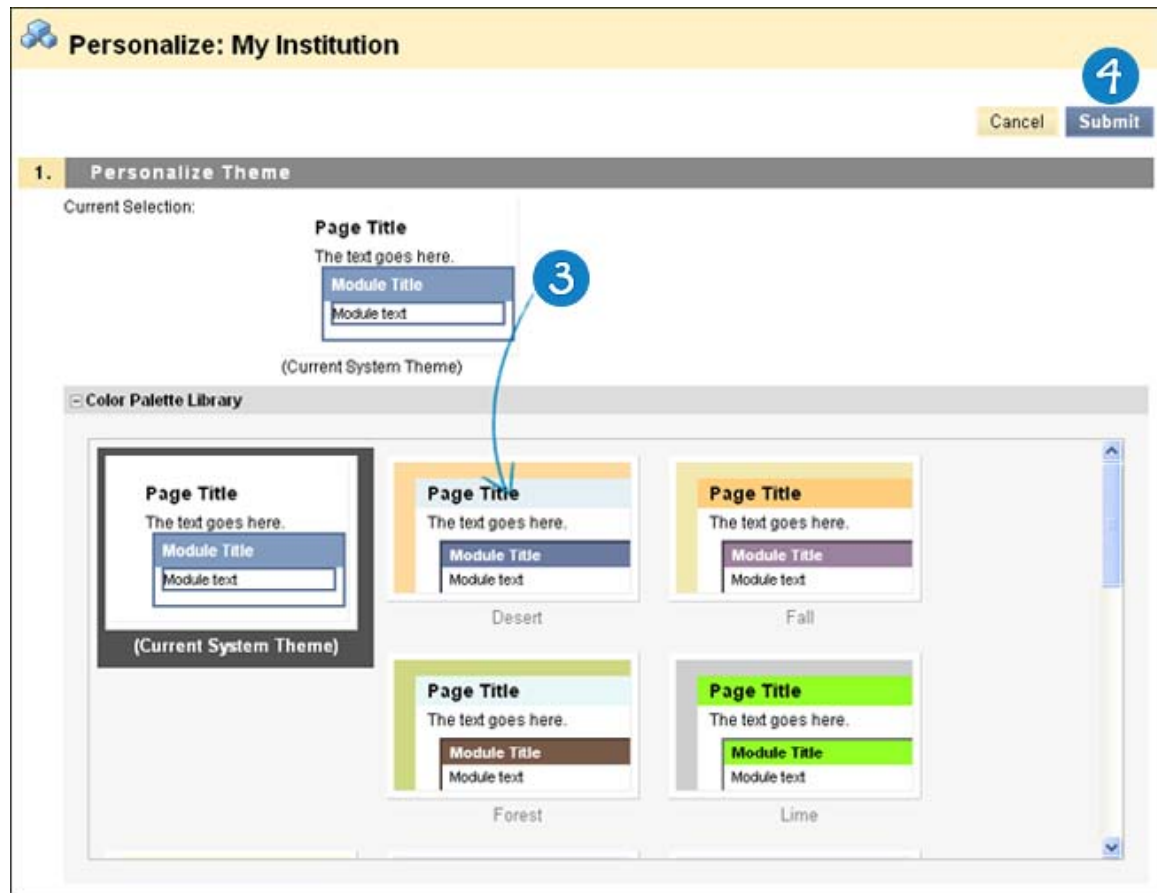 Personalize: My Institution
4
Cancel Submit
1. Personalize Theme
Current Selection:
Page Title
The text goes here.
Module Title
Module text
3
(Current System Theme)
Color Palette Library
Page Title
The text goes here.
Module Title
Module text
(Current System Theme)
Page Title
The text goes here.
Module Title
Module text
Desert
Page Title
The text goes here.
Module Title
Module text
Fall
Page Title
The text goes here.
Module Title
Module text
Forest
Page Title
The text goes here.
Module Title
Module text
Lime